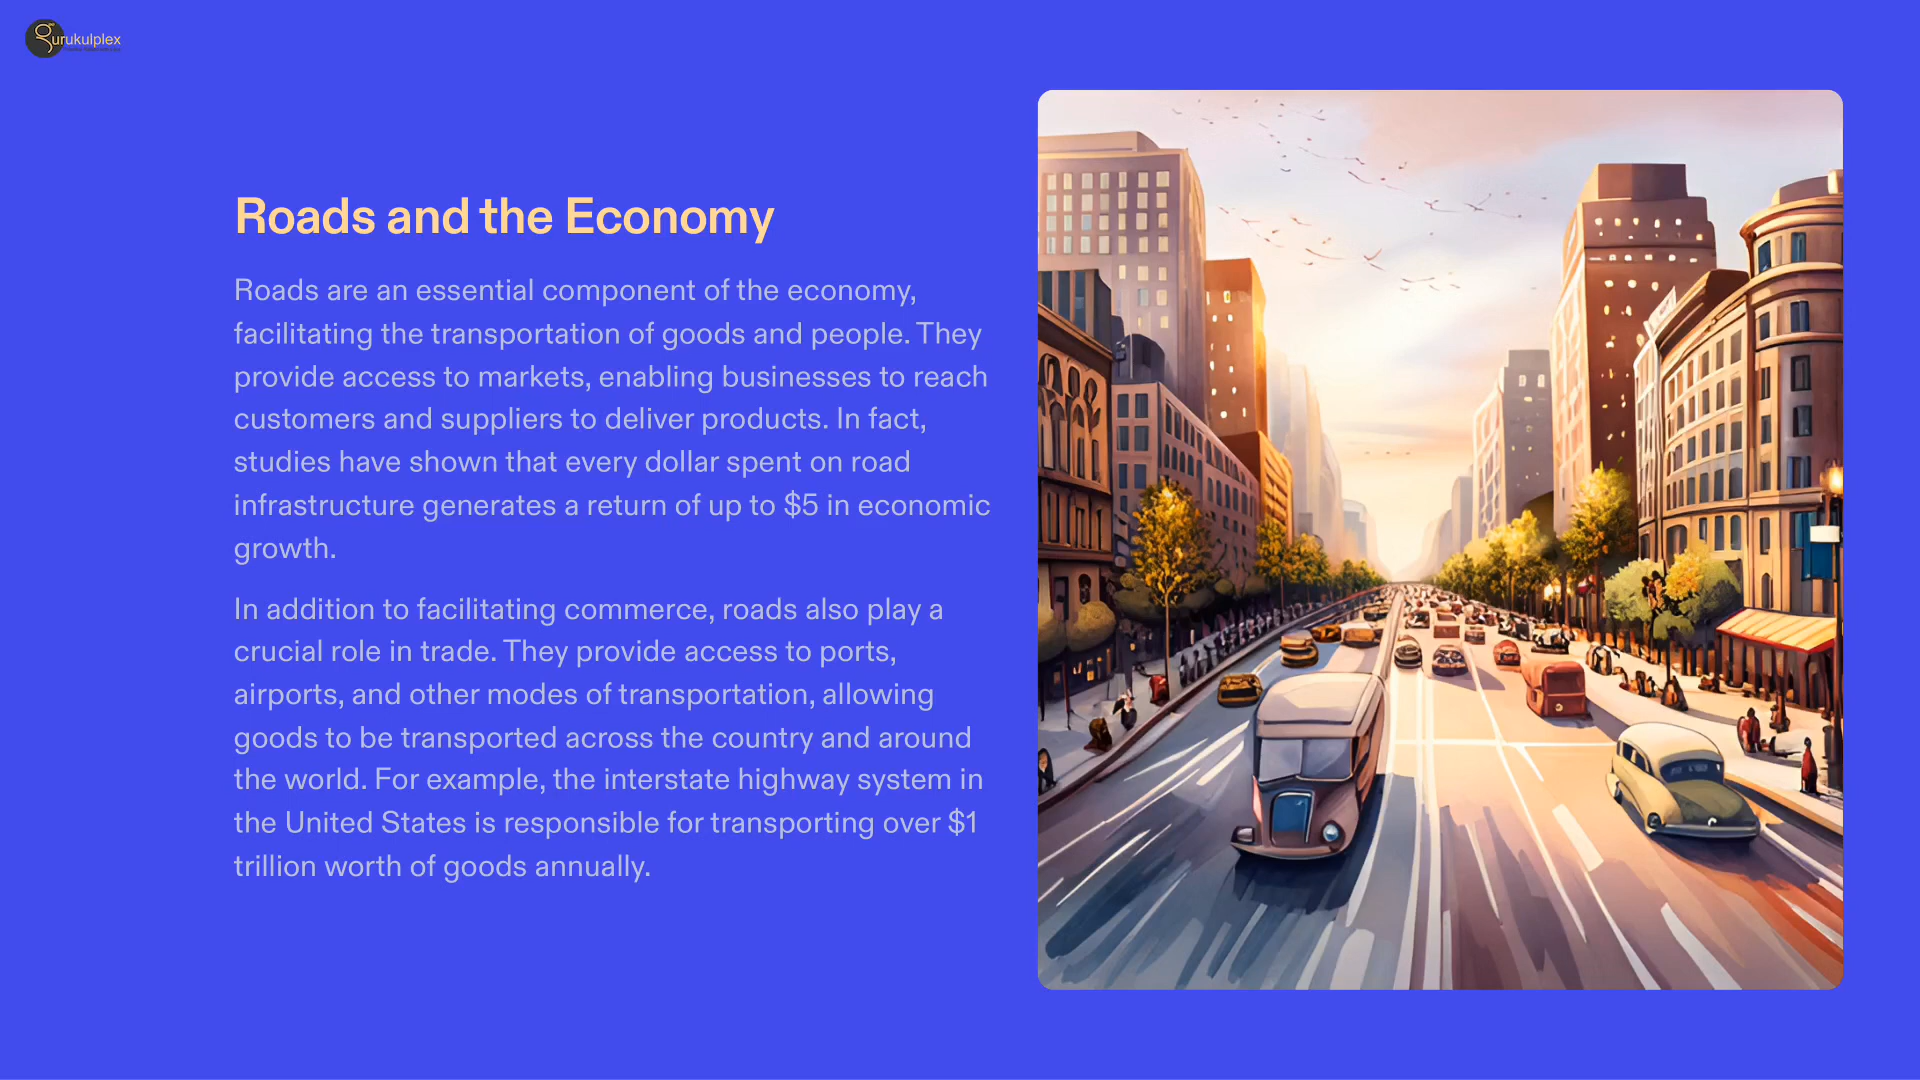 gurukulplex
Roads and the Economy
Roads are an essential component of the economy,
facilitating the transportation of goods and people. They
provide access to markets, enabling businesses to reach
customers and suppliers to deliver products. In fact,
studies have shown that every dollar spent on road
infrastructure generates a return of up to $5 in economic
growth.
In addition to facilitating commerce, roads also play a
crucial role in trade. They provide access to ports,
airports, and other modes of transportation, allowing
goods to be transported across the country and around
the world. For example, the interstate highway system in
the United States is responsible for transporting over $1
trillion worth of goods annually.